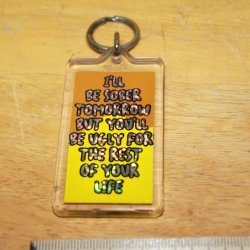 I'LL
BE SOBER
TOMORROW
BUT YOU'LL
BE UGLY FOR
THE REST
OF YOUR
LIFE